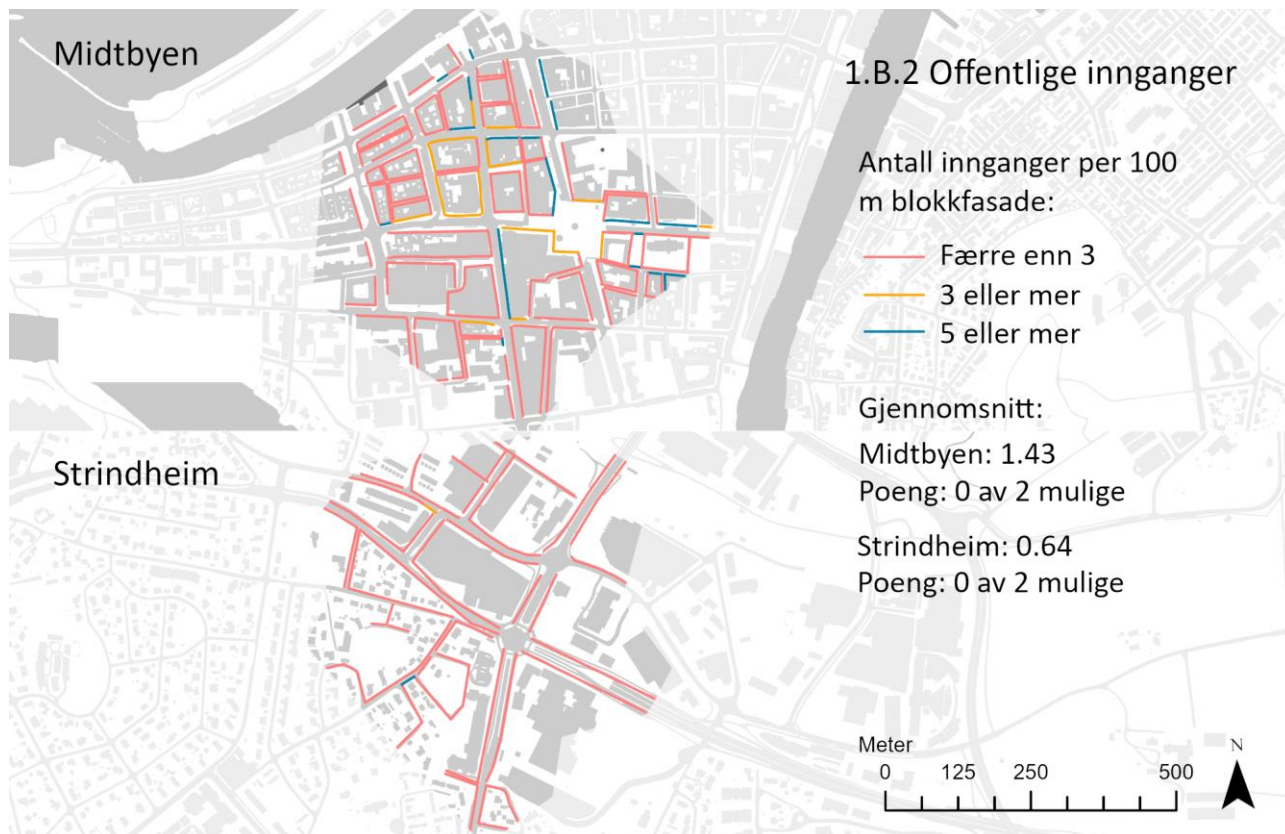 Midtbyen
1.B.2 Offentlige innganger
Antall innganger per 100
m blokkfasade:
Færre enn 3
3 eller mer
5 eller mer
Gjennomsnitt:
Midtbyen: 1.43
Poeng: 0 av 2 mulige
Strindheim
Strindheim: 0.64
Poeng: 0 av 2 mulige
Meter
0 125 250 500
N